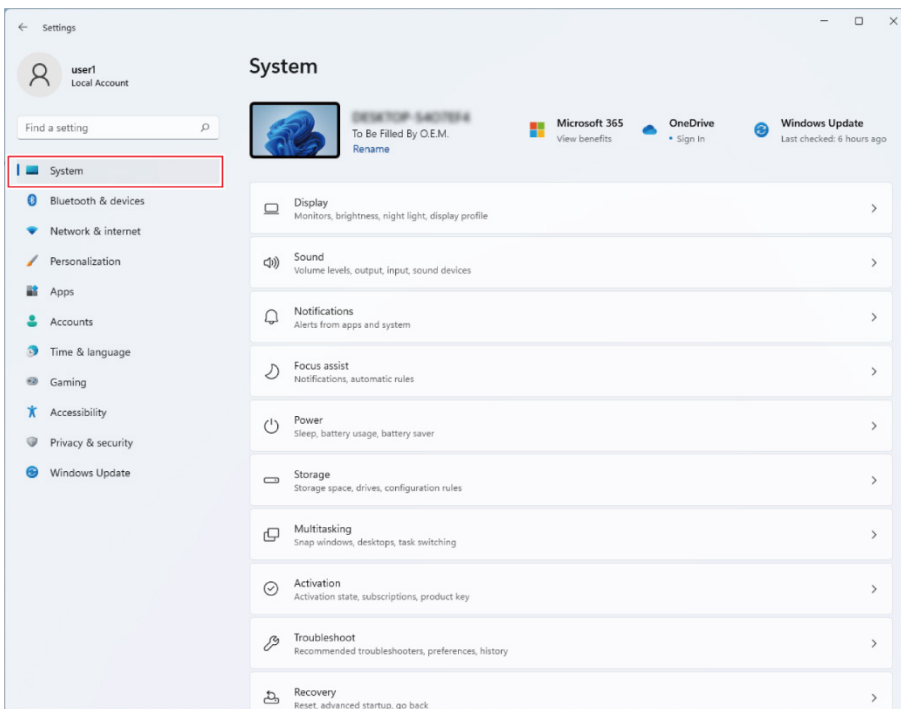 Settings
user1
Local Account
Find a setting
System
Bluetooth & devices
Network & internet
Personalization
Apps
Accounts
Time & language
Gaming
Accessibility
Privacy & security
Windows Update
System
To Be Filled By O.E.M.
Rename
Microsoft 365
View benefits
OneDrive
• Sign In
Windows Update
Last checked: 6 hours ago
Display
Monitors, brightness, night light, display profile
Sound
Volume levels, output, input, sound devices
Notifications
Alerts from apps and system
Focus assist
Notifications, automatic rules
Power
Sleep, battery usage, battery saver
Storage
Storage space, drives, configuration rules
Multitasking
Snap windows, desktops, task switching
Activation
Activation state, subscriptions, product key
Troubleshoot
Recommended troubleshooters, preferences, history
Recovery
Reset, advanced startup, go back